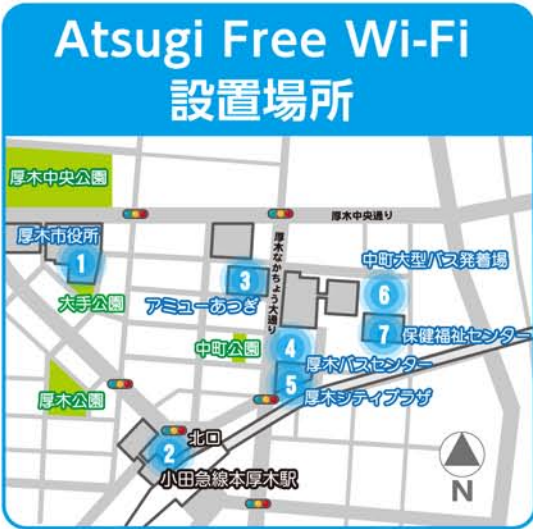 Atsugi Free Wi-Fi
設置場所
厚木中央公園
厚木中央通り
厚木市役所
1
大手公園
アミューあつぎ
3
厚木なかちょう大通り
中町大型バス発着場
6
7
保健福祉センター
中町公園
4
厚木バスセンター
5
厚木シティプラザ
厚木公園
北口
2
小田急線本厚木駅
N